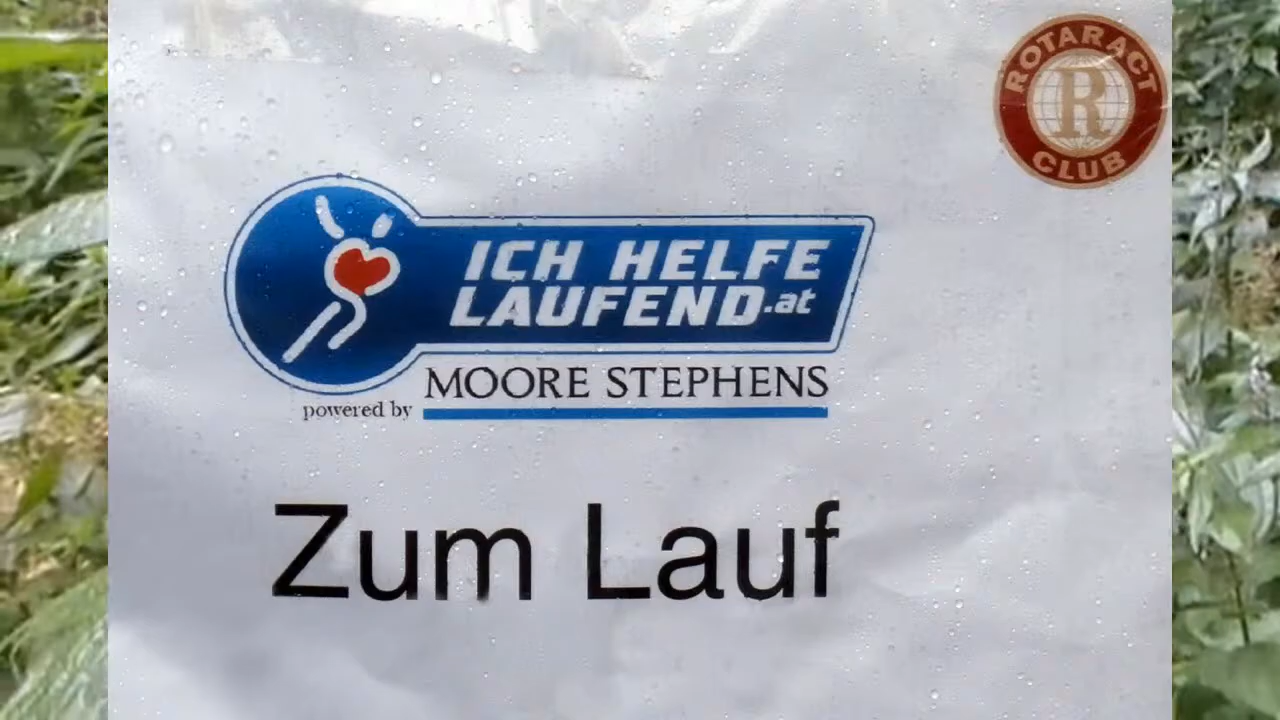 ROTARACT
R
CLUB
ICH HELFE
LAUFEND.at
powered by MOORE STEPHENS
Zum Lauf